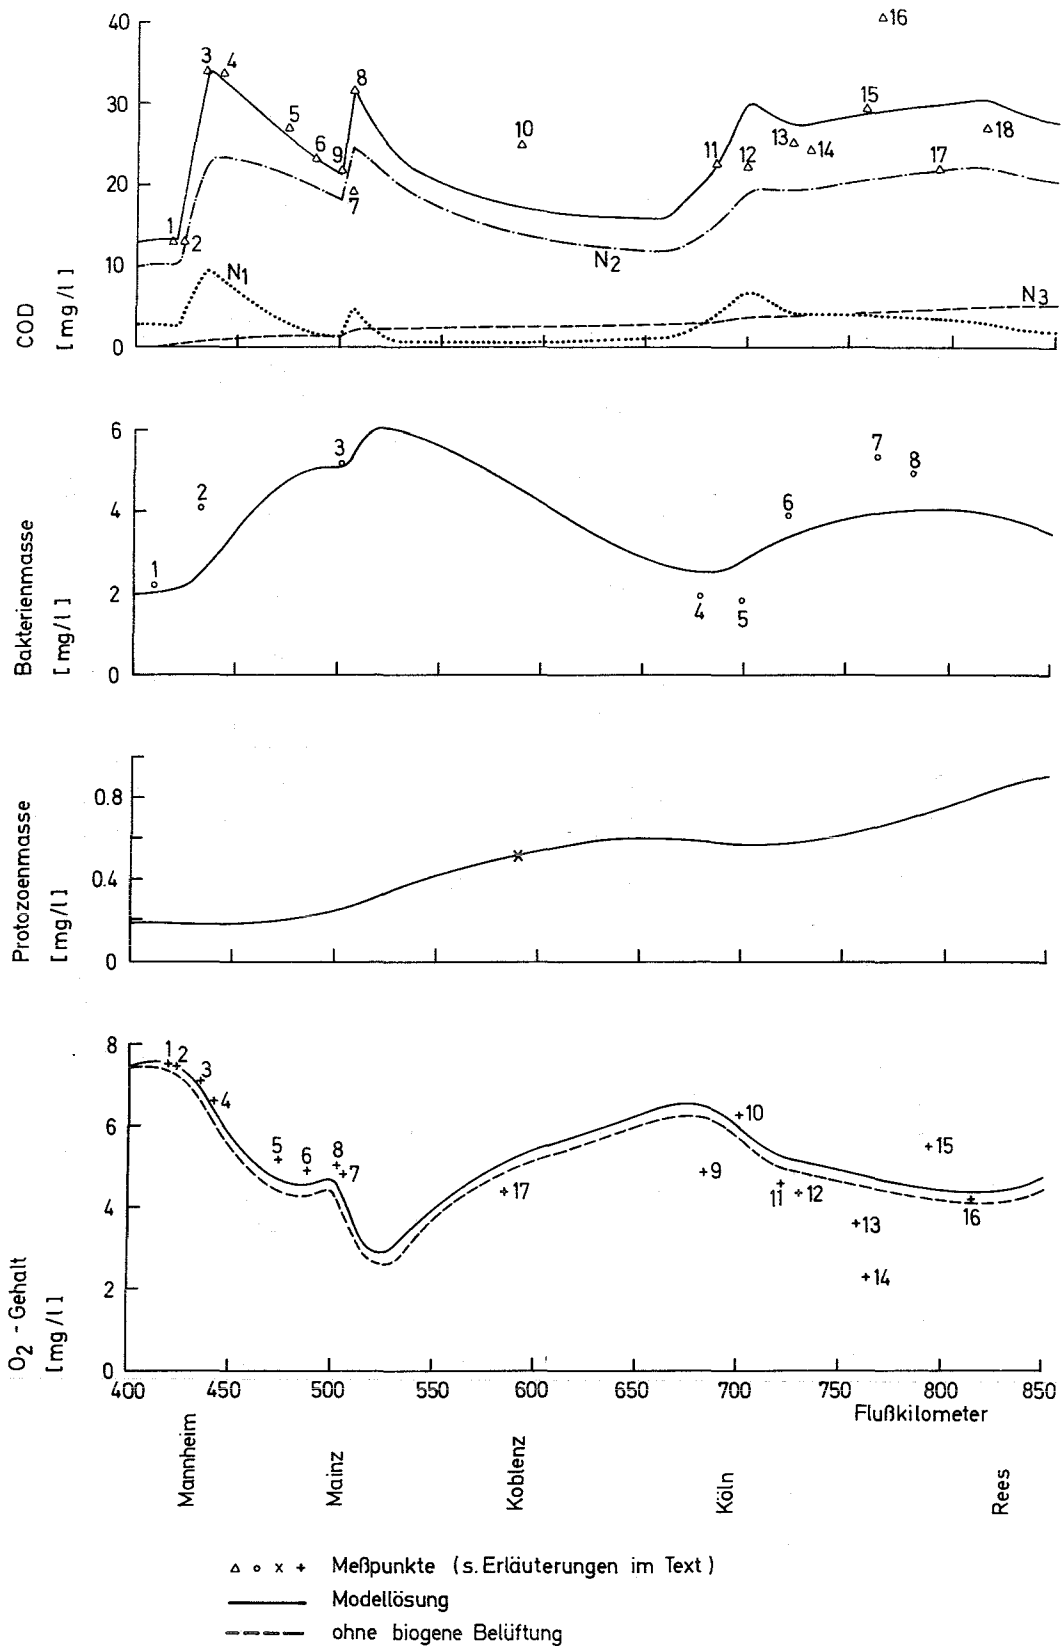 40
30
20
10
0
COD
[mg/l]
1
2
3
4
5
6
9
8
7
10
11
12
13
14
15
16
17
18
N1
N2
N3
6
4
2
0
Bakterienmasse
[mg/l]
1
2
3
4
5
6
7
8
0.8
0.4
0
Protozoenmasse
[mg/l]
8
6
4
2
0
O2 - Gehalt
[mg/l]
1
2
3
4
5
6
8
7
17
9
10
11
12
13
14
15
16
400 450 500 550 600 650 700 750 800 850
Flußkilometer
Mannheim
Mainz
Koblenz
Köln
Rees
Meßpunkte (s. Erläuterungen im Text)
Modellösung
ohne biogene Belüftung